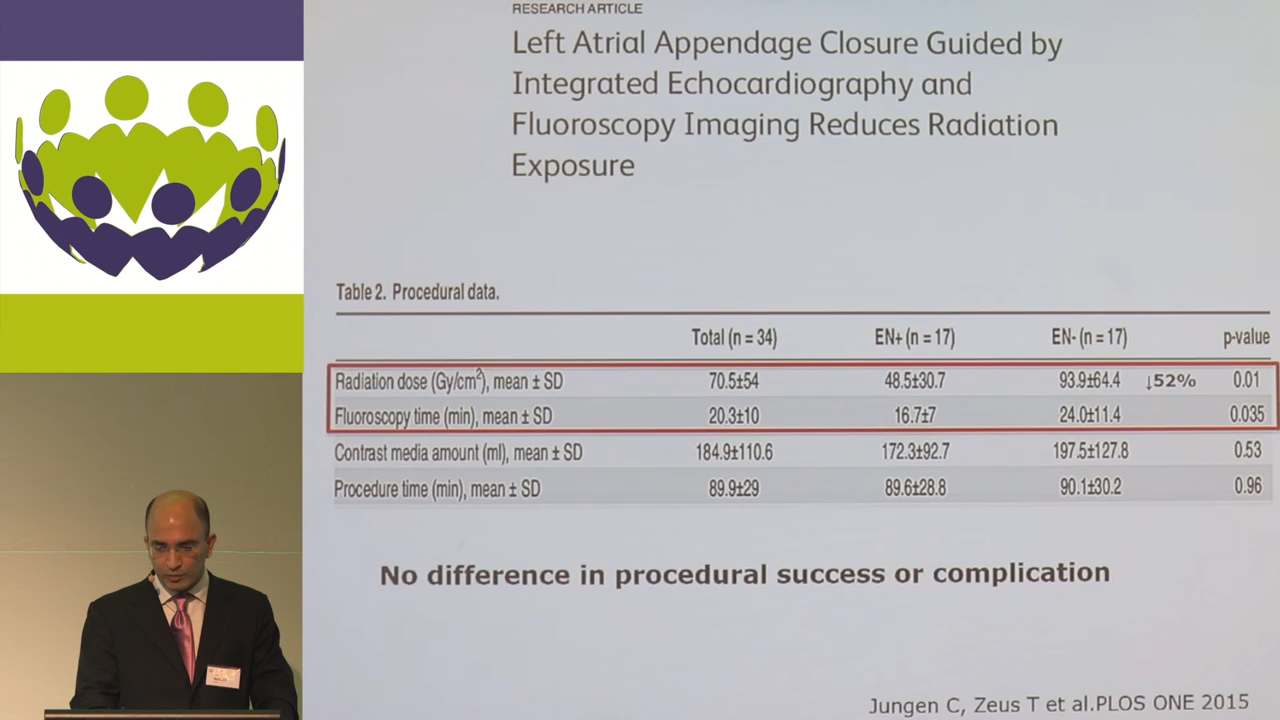 RESEARCH ARTICLE
Left Atrial Appendage Closure Guided by
Integrated Echocardiography and
Fluoroscopy Imaging Reduces Radiation
Exposure
Table 2. Procedural data.
Total (n = 34) EN+ (n = 17) EN- (n = 17) p-value
Radiation dose (Gy/cm²), mean ± SD 70.5±54 48.5±30.7 93.9±64.4 ↓52% 0.01
Fluoroscopy time (min), mean ± SD 20.3±10 16.7±7 24.0±11.4 0.035
Contrast media amount (ml), mean ± SD 184.9±110.6 172.3±92.7 197.5±127.8 0.53
Procedure time (min), mean ± SD 89.9±29 89.6±28.8 90.1±30.2 0.96
No difference in procedural success or complication
Jungen C, Zeus T et al.PLOS ONE 2015